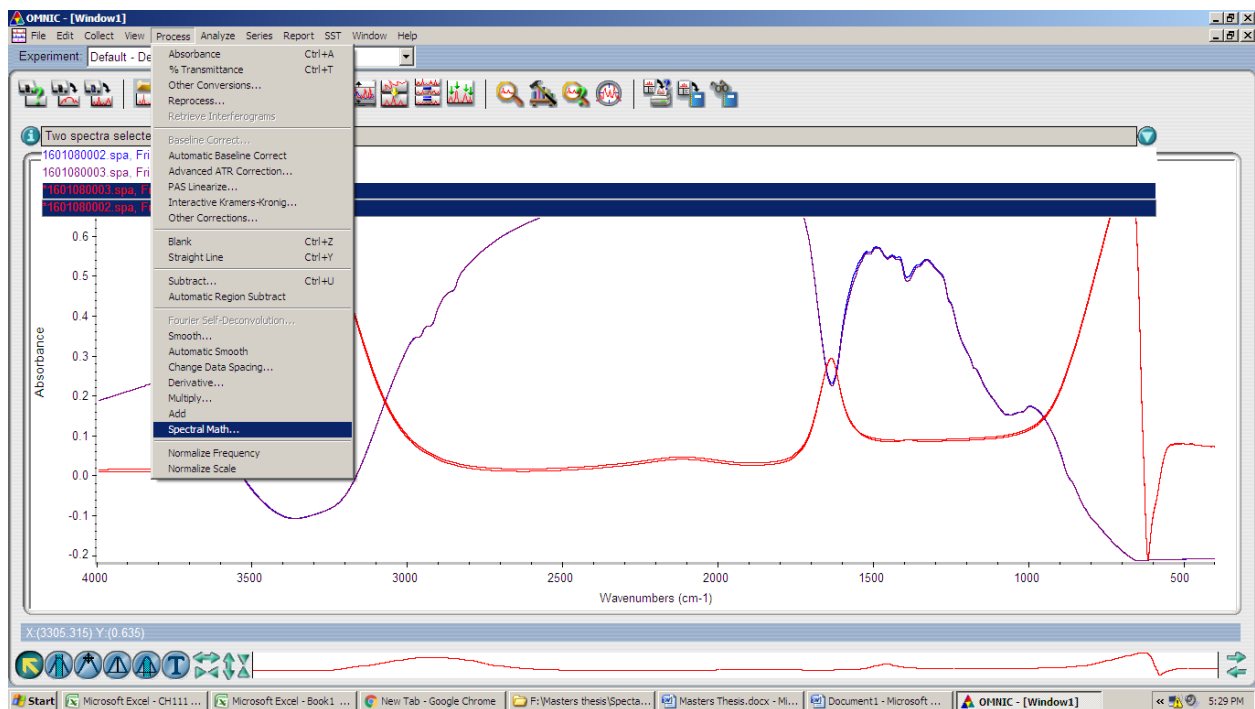 OMNIC - [Window1]
File Edit Collect View Process Analyze Series Report SST Window Help
Experiment: Default - De
Absorbance Ctrl+A
% Transmittance Ctrl+T
Other Conversions...
Reprocess...
Retrieve Interferograms
Baseline Correct...
Automatic Baseline Correct
Advanced ATR Correction...
PAS Linearize...
Interactive Kramers-Kronig...
Other Corrections...
Blank Ctrl+Z
Straight Line Ctrl+Y
Subtract... Ctrl+U
Automatic Region Subtract
Fourier Self-Deconvolution...
Smooth...
Automatic Smooth
Change Data Spacing...
Derivative...
Multiply...
Add
Spectral Math...
Normalize Frequency
Normalize Scale
Two spectra selecte
1601080002.spa, Fri
1601080003.spa, Fri
*1601080003.spa, F
*1601080002.spa, F
0.6
0.5
0.4
0.3
0.2
0.1
0.0
-0.1
-0.2
Absorbance
4000 3500 3000 2500 2000 1500 1000 500
Wavenumbers (cm-1)
X:(3305.315) Y:(0.635)
T
Start Microsoft Excel - CH111 ... Microsoft Excel - Book1 ... New Tab - Google Chrome F:\Masters thesis\Specta... Masters Thesis.docx - Mi... Document1 - Microsoft ... OMNIC - [Window1] « 5:29 PM